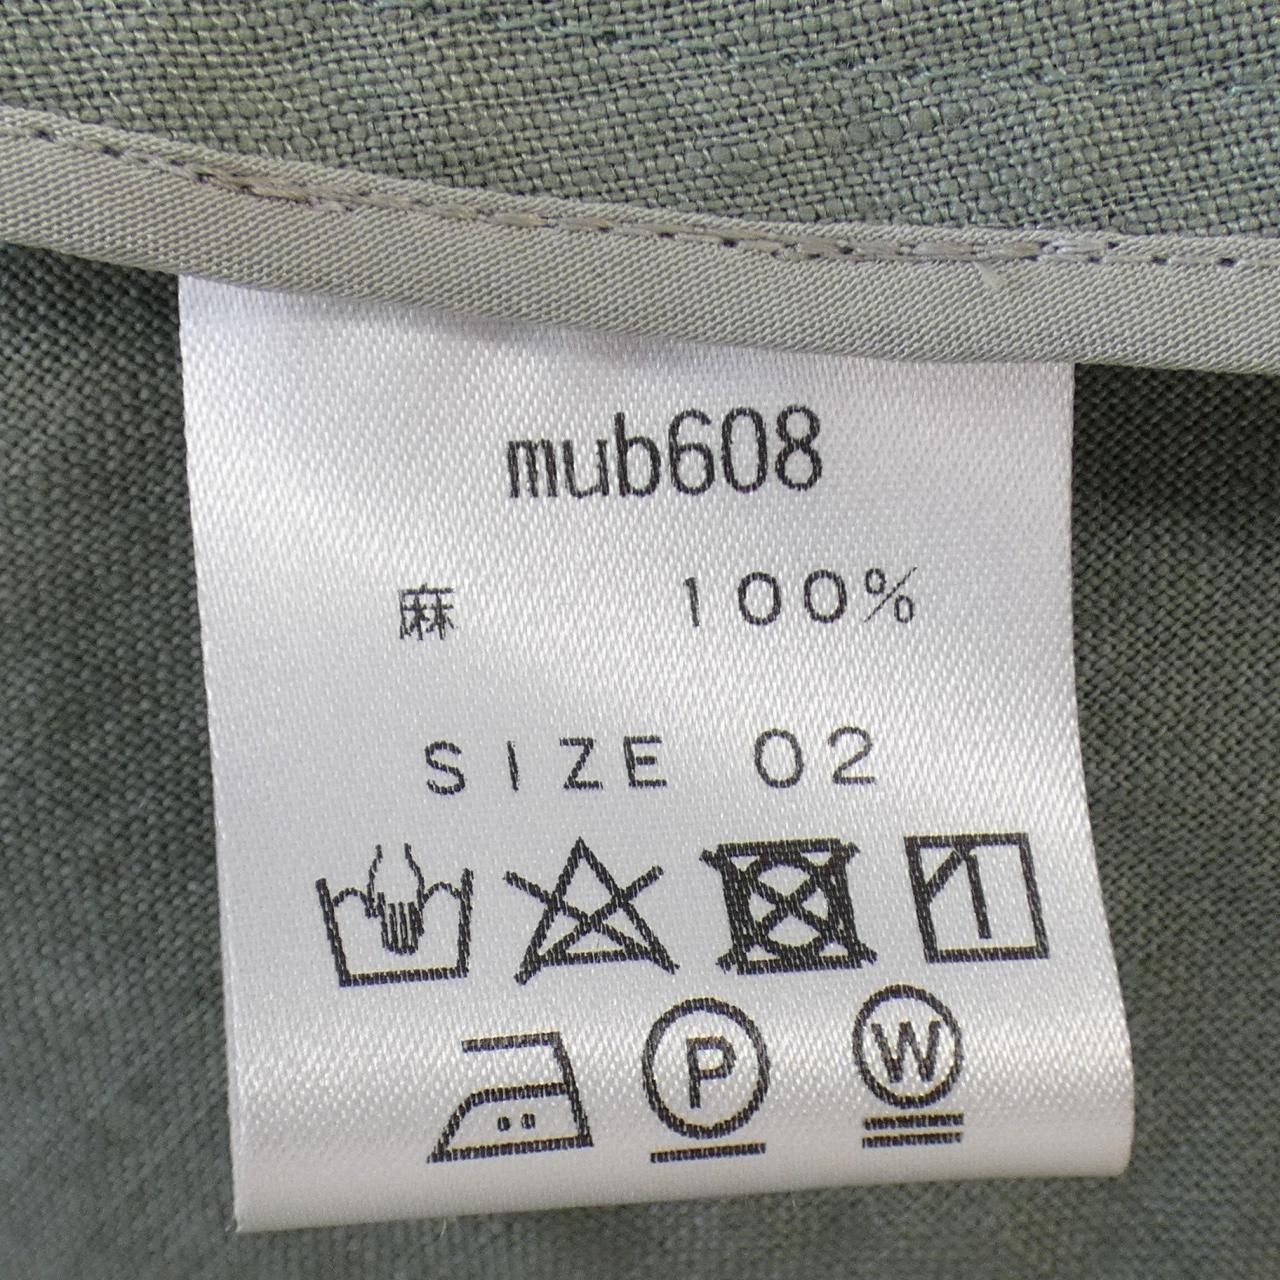 mub608
麻 100%
SIZE 02
P W